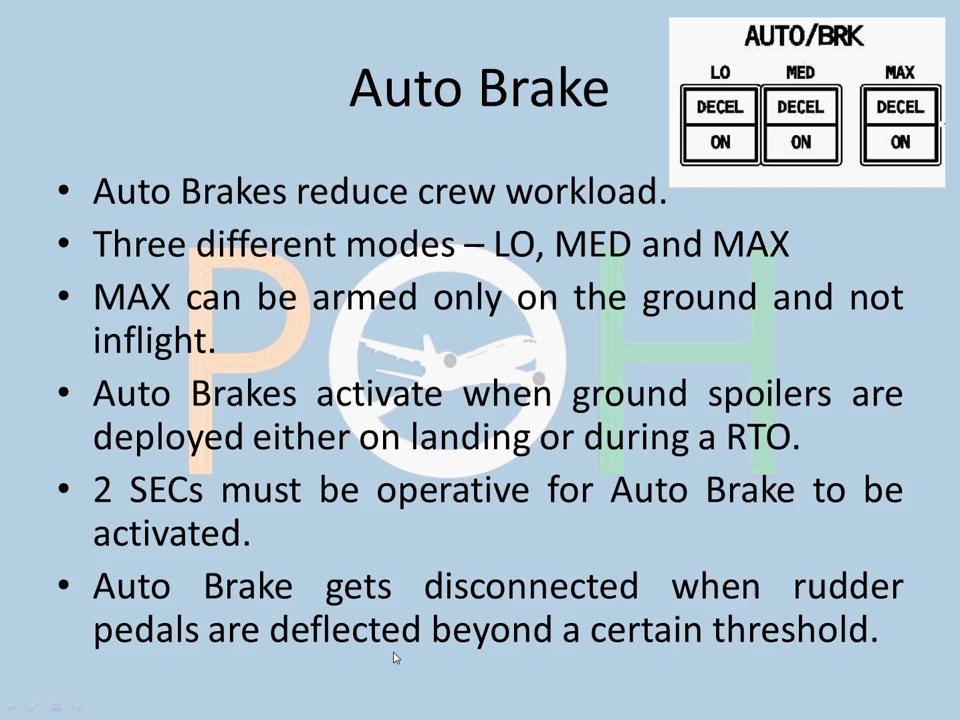 AUTO/BRK
LO MED MAX
DECEL DECEL DECEL
ON ON ON
Auto Brake
• Auto Brakes reduce crew workload.
• Three different modes – LO, MED and MAX
• MAX can be armed only on the ground and not
inflight.
• Auto Brakes activate when ground spoilers are
deployed either on landing or during a RTO.
• 2 SECs must be operative for Auto Brake to be
activated.
• Auto Brake gets disconnected when rudder
pedals are deflected beyond a certain threshold.
P H